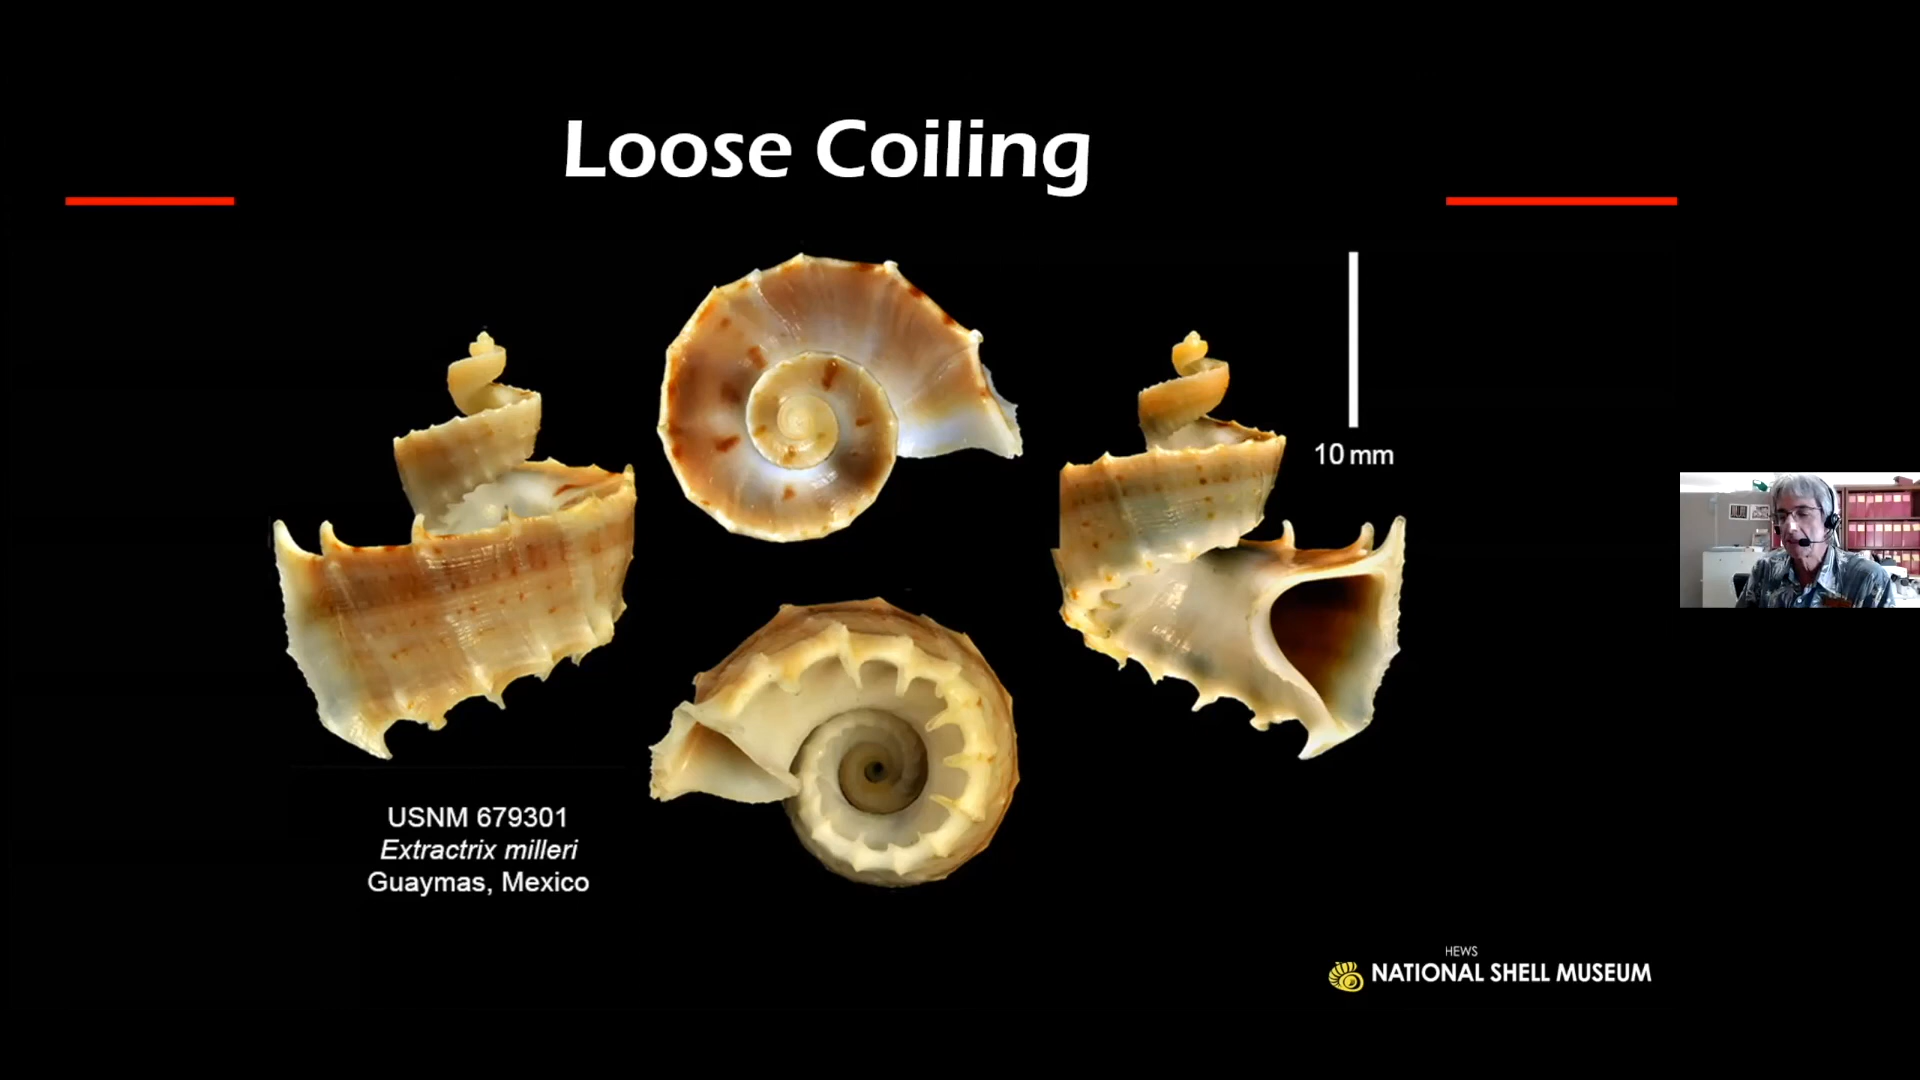 Loose Coiling
10 mm
USNM 679301
Extractrix milleri
Guaymas, Mexico
HEWS
NATIONAL SHELL MUSEUM